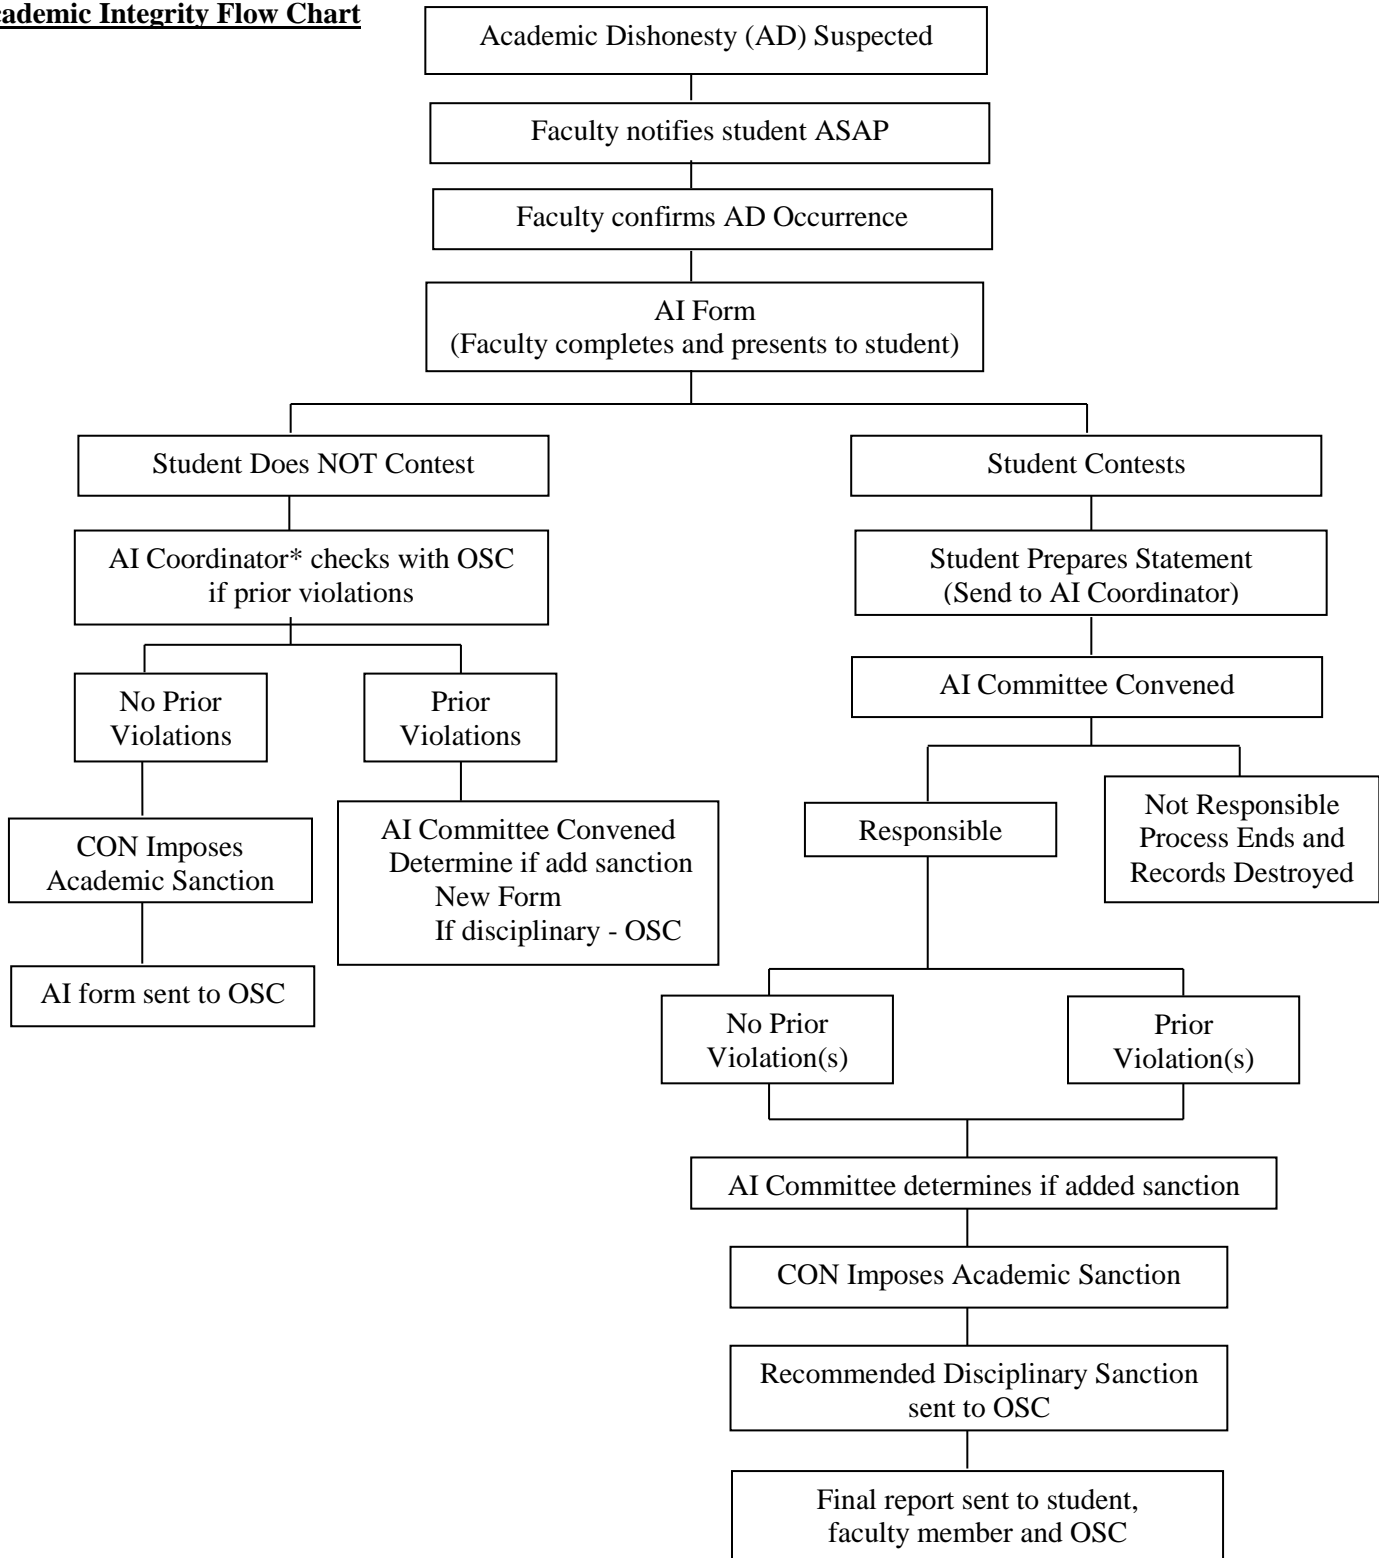 cademic Integrity Flow Chart
Academic Dishonesty (AD) Suspected
Faculty notifies student ASAP
Faculty confirms AD Occurrence
AI Form
(Faculty completes and presents to student)
Student Does NOT Contest
Student Contests
AI Coordinator* checks with OSC
if prior violations
Student Prepares Statement
(Send to AI Coordinator)
No Prior
Violations
Prior
Violations
AI Committee Convened
CON Imposes
Academic Sanction
AI Committee Convened
Determine if add sanction
New Form
If disciplinary - OSC
Responsible
Not Responsible
Process Ends and
Records Destroyed
AI form sent to OSC
No Prior
Violation(s)
Prior
Violation(s)
AI Committee determines if added sanction
CON Imposes Academic Sanction
Recommended Disciplinary Sanction
sent to OSC
Final report sent to student,
faculty member and OSC